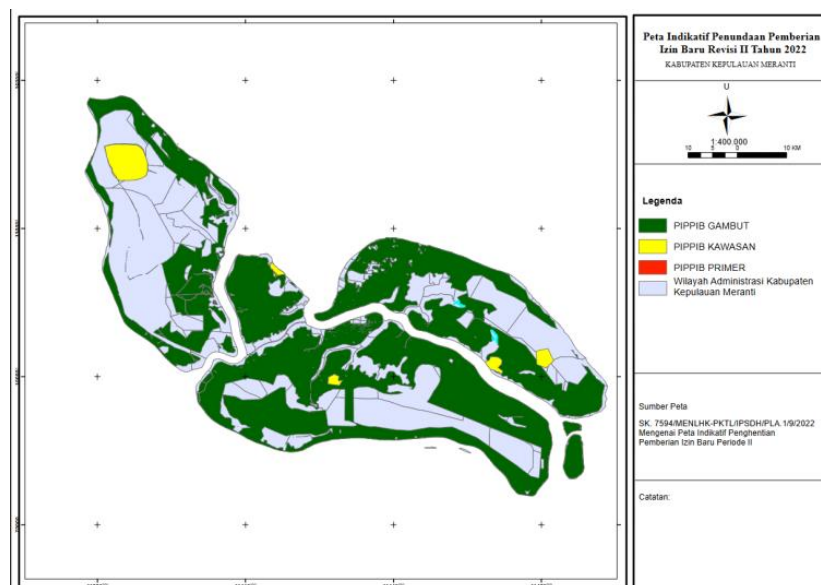 Peta Indikatif Penundaan Pemberian
Izin Baru Revisi II Tahun 2022
KABUPATEN KEPULAUAN MERANTI
U
1:400.000
10 5 0 10 KM
Legenda
PIPPIB GAMBUT
PIPPIB KAWASAN
PIPPIB PRIMER
Wilayah Administrasi Kabupaten
Kepulauan Meranti
Sumber Peta
SK. 7594/MENLHK-PKTL/IPSDH/PLA.1/9/2022
Mengenai Peta Indikatif Penghentian
Pemberian Izin Baru Periode II
Catatan: